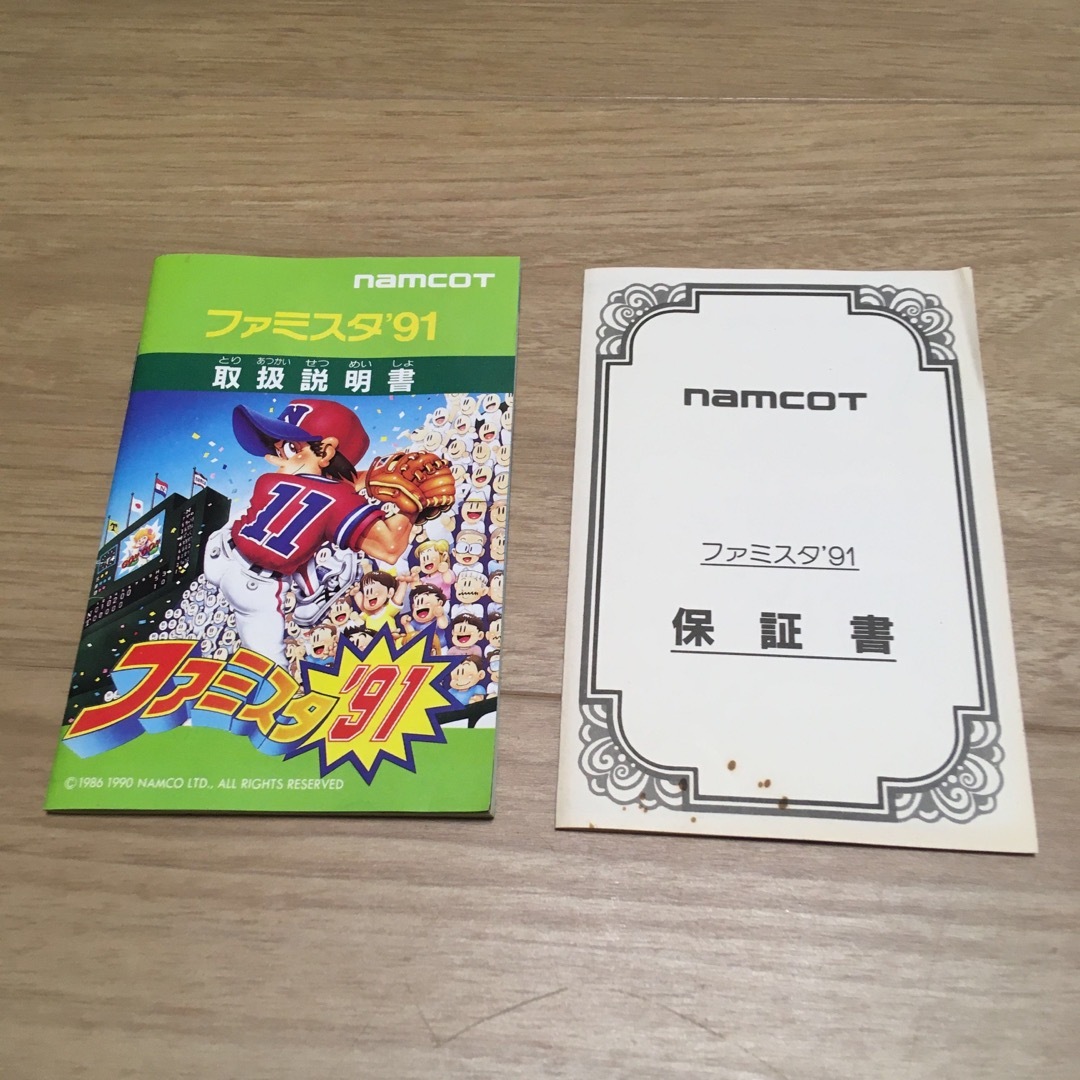 namcoT
ファミスタ'91
とり あつかい せつ めい しょ
取扱説明書
N
11
T
ファミスタ'91
©1986 1990 NAMCO LTD., ALL RIGHTS RESERVED
namcoT
ファミスタ'91
保証書